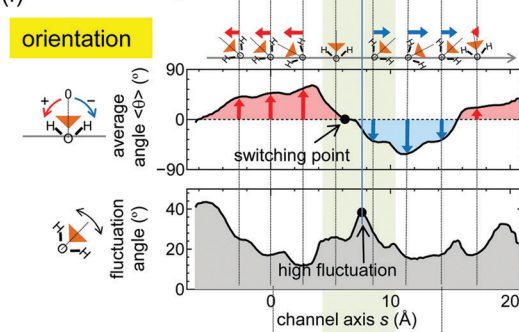 orientation
+ 0 −
H H
average
angle <θ> (°)
90
0
−90
switching point
H
H
fluctuation
angle (°)
40
20
0
high fluctuation
0 10 20
channel axis s (Å)